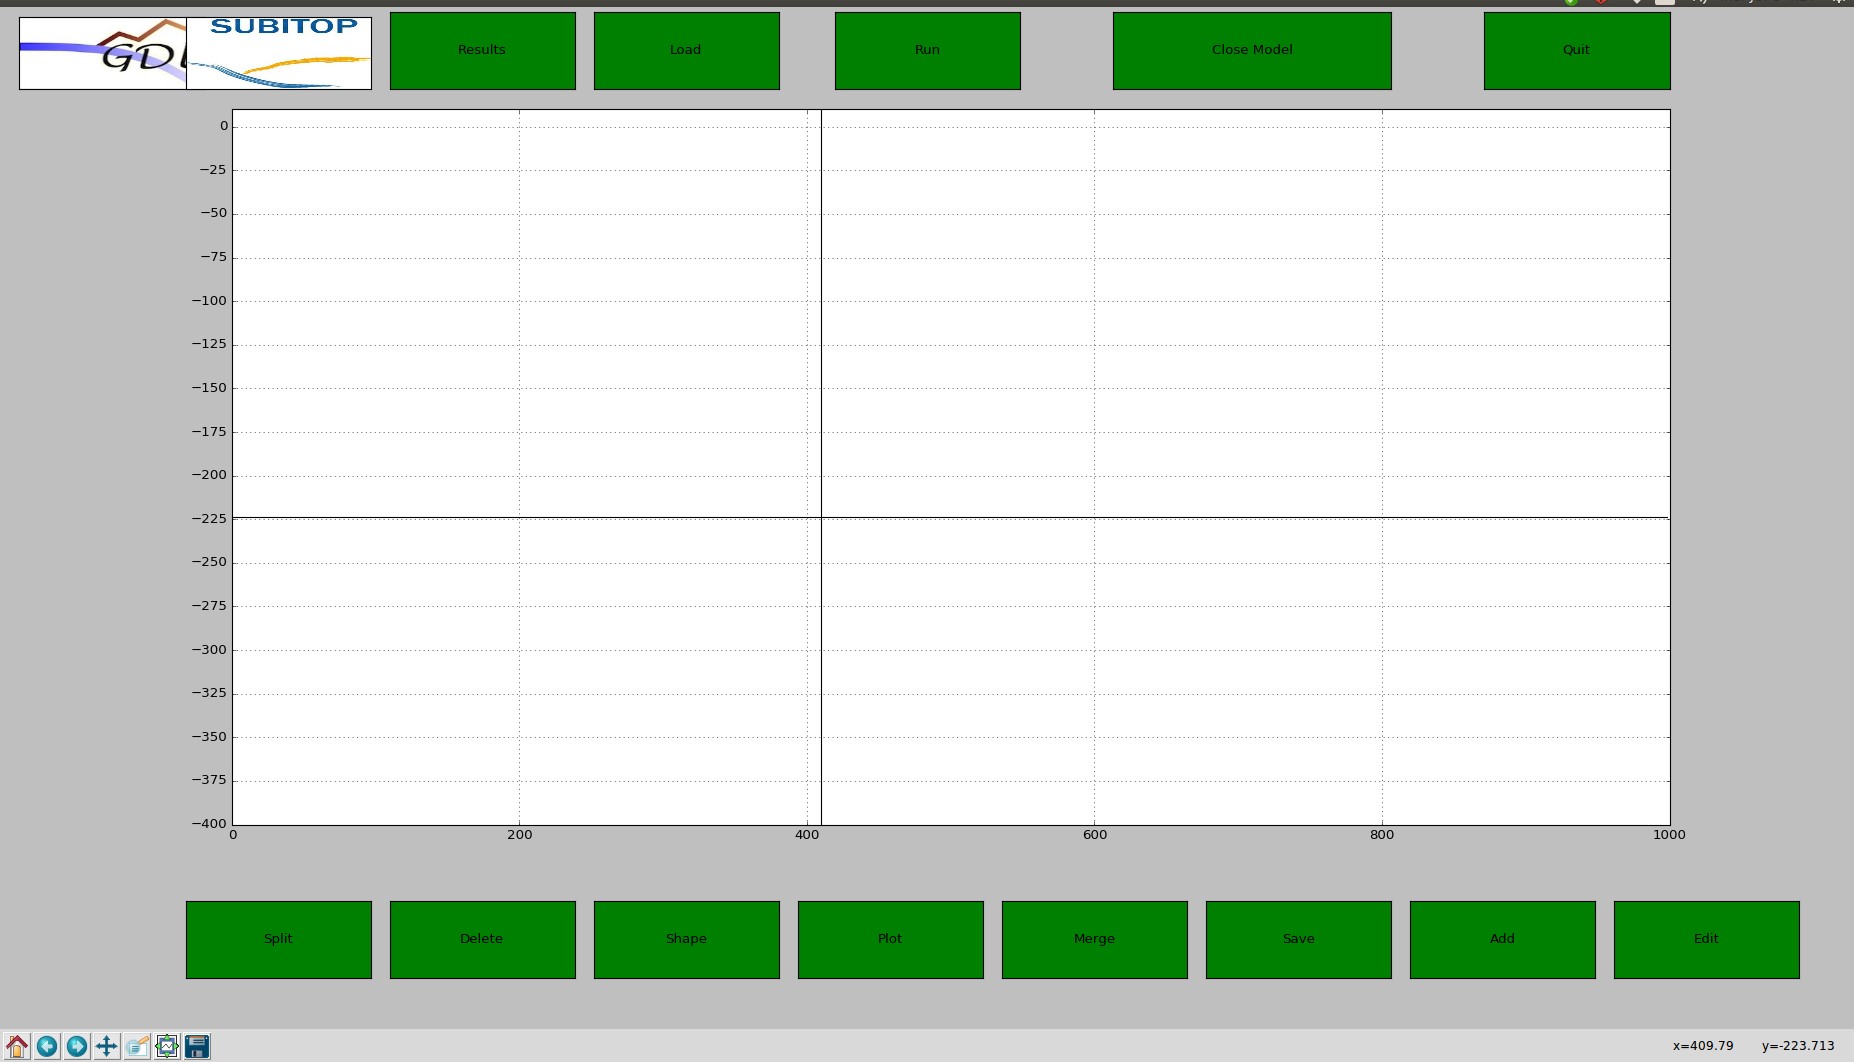 SUBITOP
Results
Load
Run
Close Model
Quit
0
−25
−50
−75
−100
−125
−150
−175
−200
−225
−250
−275
−300
−325
−350
−375
−400
0 200 400 600 800 1000
Split
Delete
Shape
Plot
Merge
Save
Add
Edit
x=409.79 y=-223.713